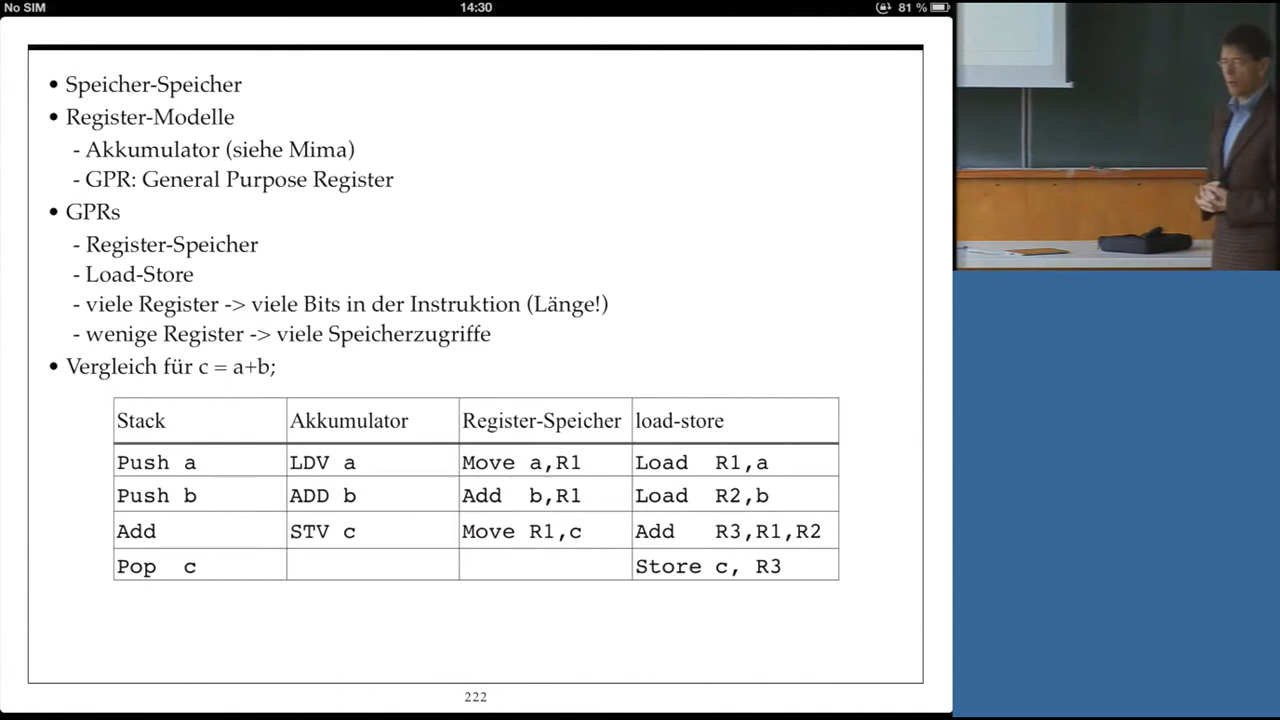 No SIM 14:30 81 %
• Speicher-Speicher
• Register-Modelle
- Akkumulator (siehe Mima)
- GPR: General Purpose Register
• GPRs
- Register-Speicher
- Load-Store
- viele Register -> viele Bits in der Instruktion (Länge!)
- wenige Register -> viele Speicherzugriffe
• Vergleich für c = a+b;
Stack Akkumulator Register-Speicher load-store
Push a LDV a Move a,R1 Load R1,a
Push b ADD b Add b,R1 Load R2,b
Add STV c Move R1,c Add R3,R1,R2
Pop c Store c, R3
222